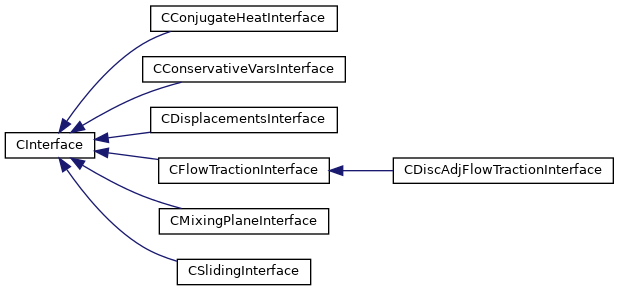 CConjugateHeatInterface
CConservativeVarsInterface
CDisplacementsInterface
CInterface
CFlowTractionInterface
CDiscAdjFlowTractionInterface
CMixingPlaneInterface
CSlidingInterface